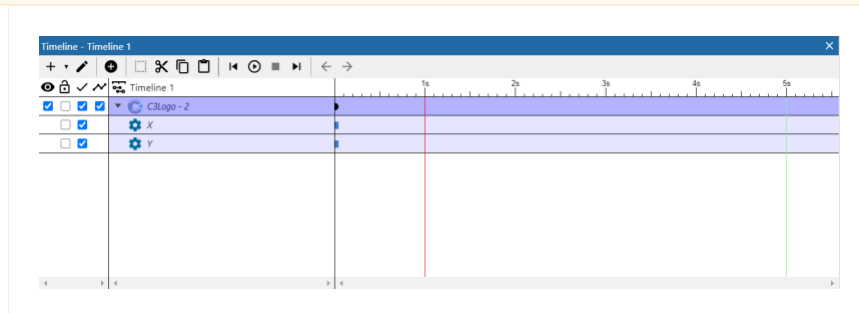 Timeline - Timeline 1
1s 2s 3s 4s 5s
Timeline 1
C3Logo - 2
X
Y